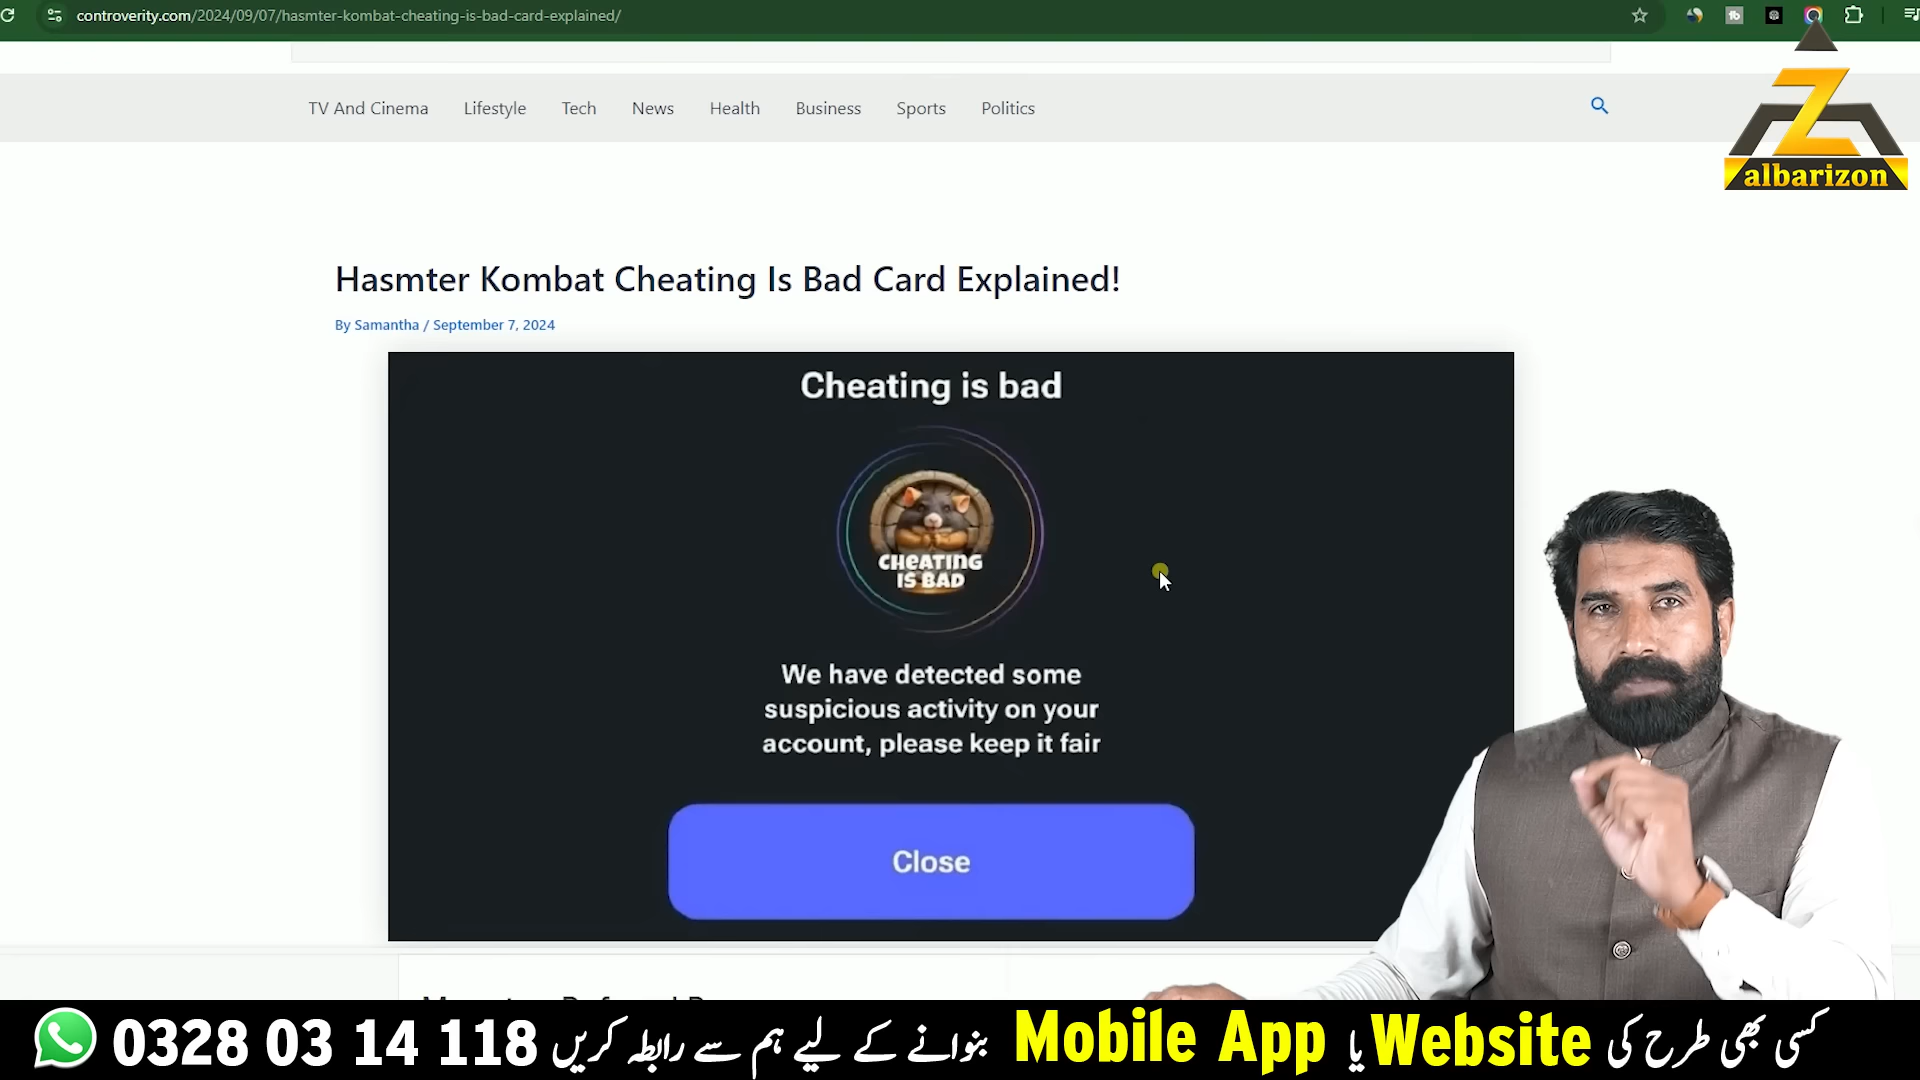 controverity.com/2024/09/07/hasmter-kombat-cheating-is-bad-card-explained/
TV And Cinema Lifestyle Tech News Health Business Sports Politics
albarizon
Hasmter Kombat Cheating Is Bad Card Explained!
By Samantha / September 7, 2024
Cheating is bad
CHEATING
IS BAD
We have detected some
suspicious activity on your
account, please keep it fair
Close
کسی بھی طرح کی Website یا Mobile App بنوانے کے لیے ہم سے رابطہ کریں 0328 03 14 118